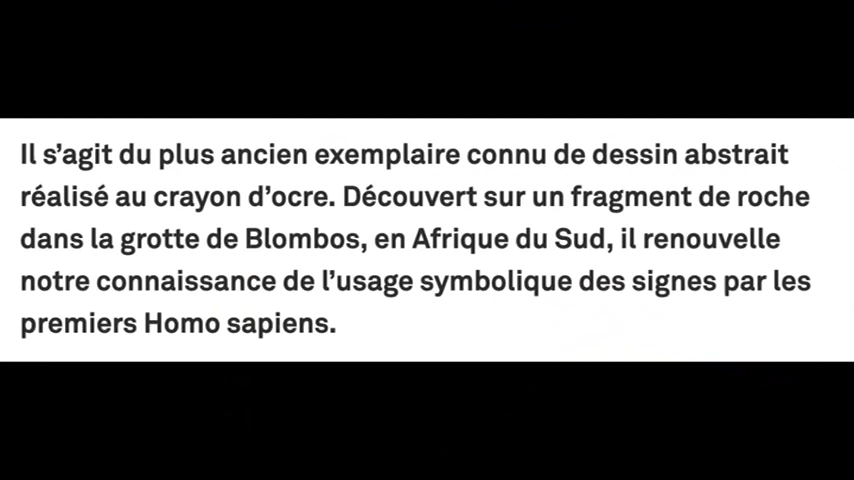 Il s’agit du plus ancien exemplaire connu de dessin abstrait
réalisé au crayon d’ocre. Découvert sur un fragment de roche
dans la grotte de Blombos, en Afrique du Sud, il renouvelle
notre connaissance de l’usage symbolique des signes par les
premiers Homo sapiens.